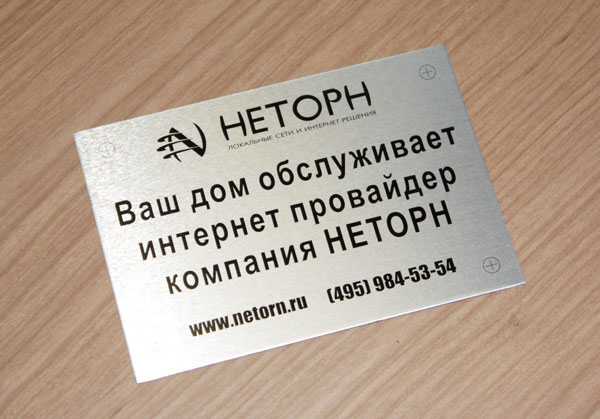 НЕТОРН
ЛОКАЛЬНЫЕ СЕТИ И ИНТЕРНЕТ РЕШЕНИЯ
Ваш дом обслуживает
интернет провайдер
компания НЕТОРН
www.netorn.ru (495) 984-53-54